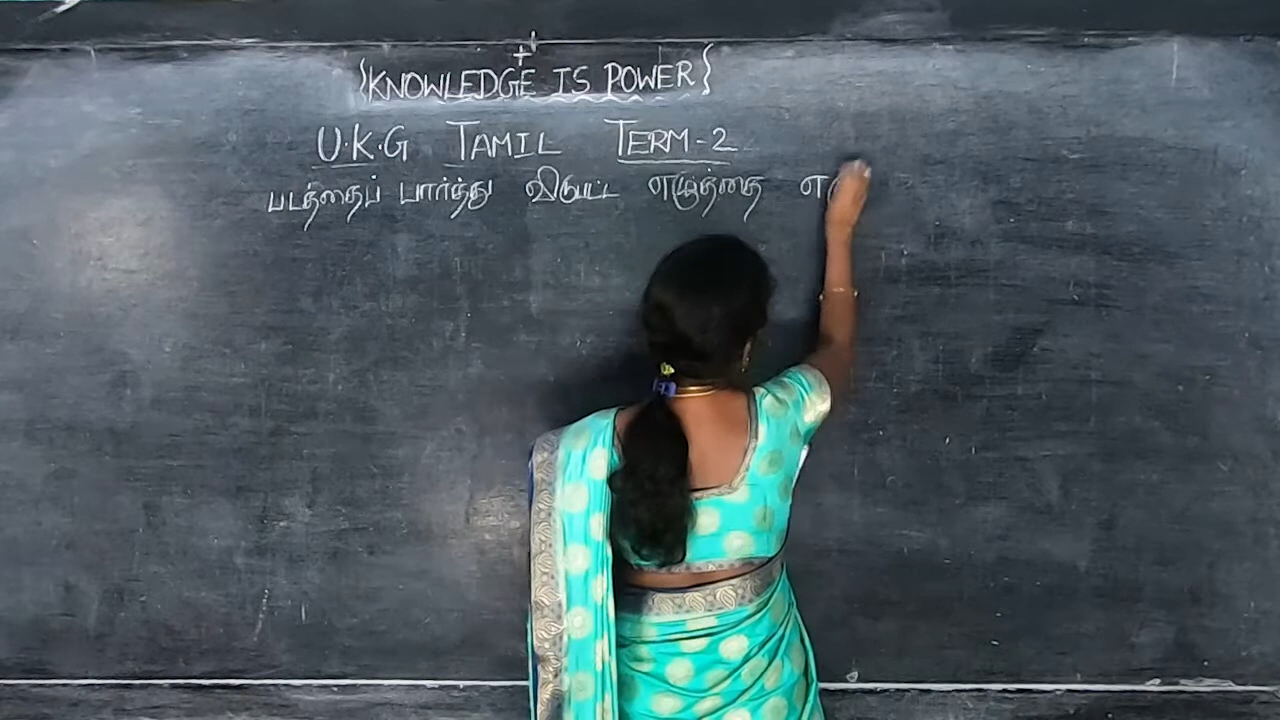 {KNOWLEDGE IS POWER}
U.K.G TAMIL TERM-2
படத்தைப் பார்த்து விடுபட்ட எழுத்தை